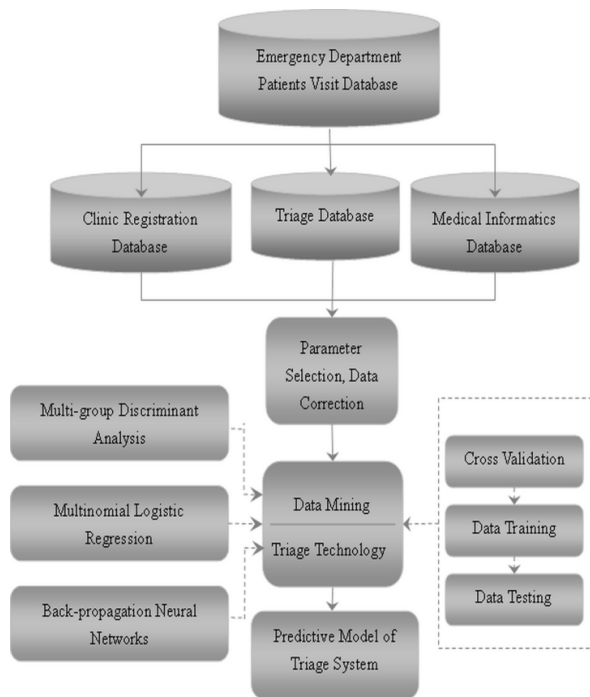 Emergency Department
Patients Visit Database
Clinic Registration
Database
Triage Database
Medical Informatics
Database
Parameter
Selection, Data
Correction
Multi-group Discriminant
Analysis
Multinomial Logistic
Regression
Back-propagation Neural
Networks
Data Mining
Triage Technology
Cross Validation
Data Training
Data Testing
Predictive Model of
Triage System